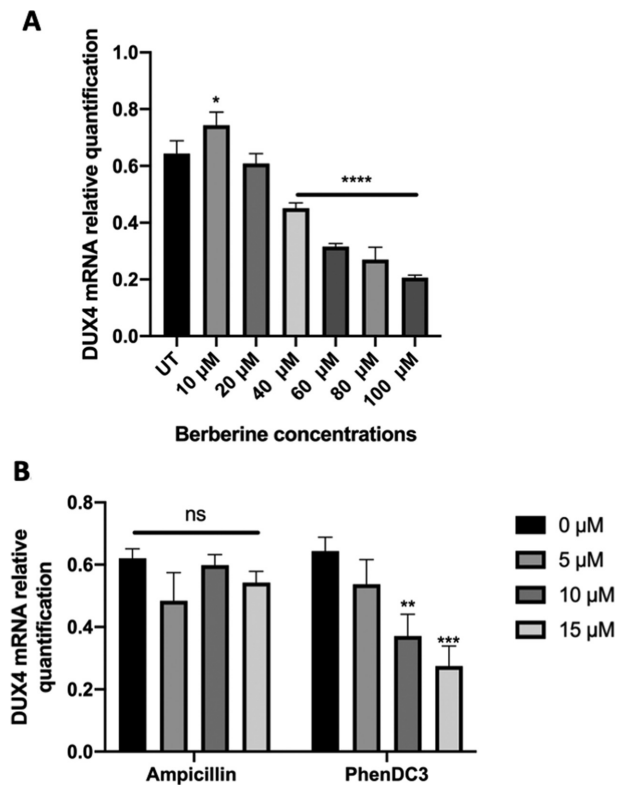 A
DUX4 mRNA relative quantification
1.0
0.8
0.6
0.4
0.2
0.0
*
****
UT
10 µM
20 µM
40 µM
60 µM
80 µM
100 µM
Berberine concentrations
B
DUX4 mRNA relative
quantification
0.8
0.6
0.4
0.2
0.0
ns
**
***
Ampicillin
PhenDC3
0 µM
5 µM
10 µM
15 µM